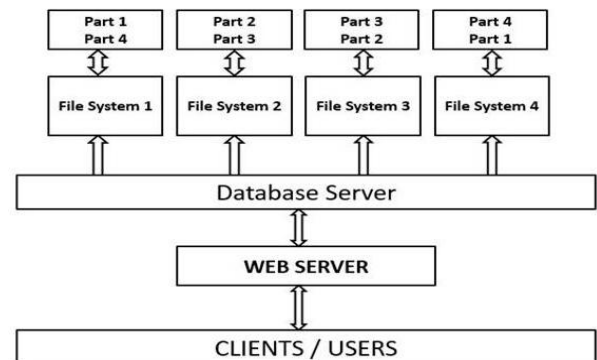 Part 1
Part 4
Part 2
Part 3
Part 3
Part 2
Part 4
Part 1
File System 1
File System 2
File System 3
File System 4
Database Server
WEB SERVER
CLIENTS / USERS